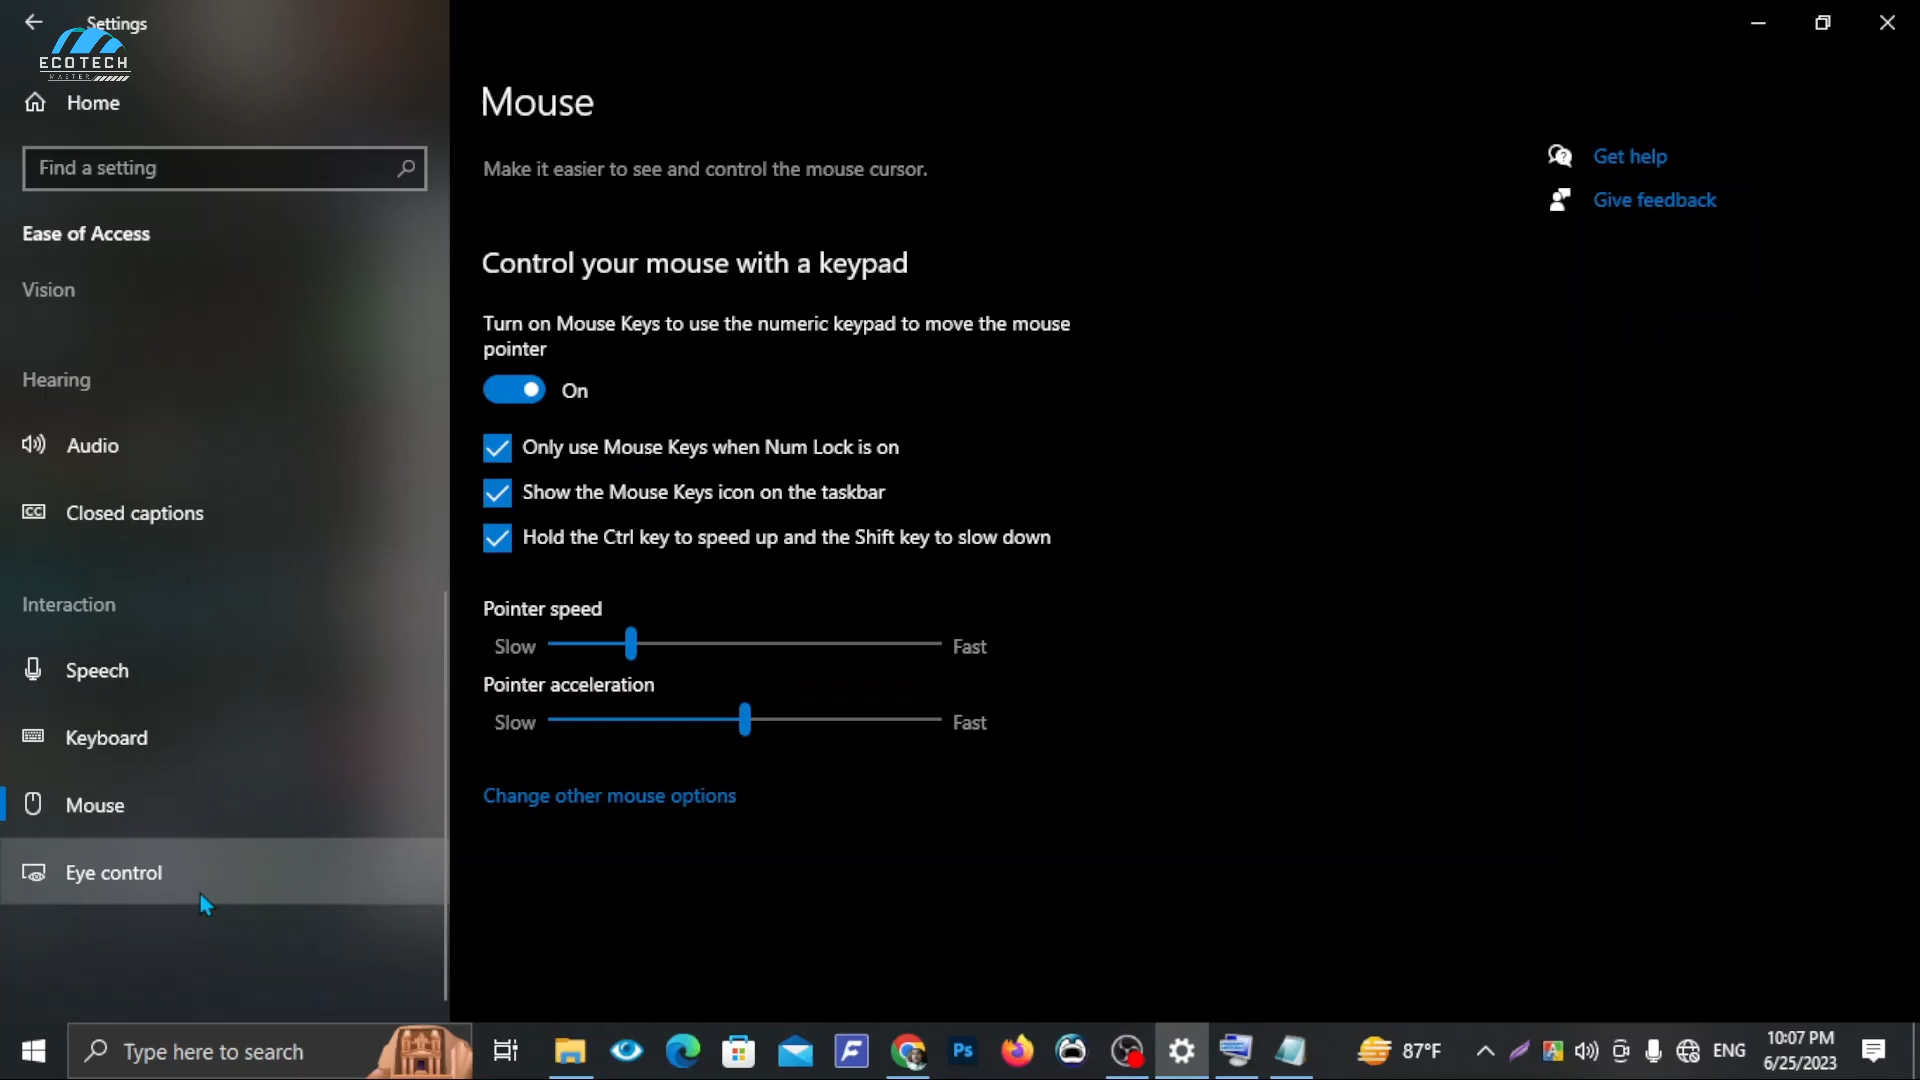 Settings
ECOTECH
MASTER
Home
Find a setting
Ease of Access
Vision
Hearing
Audio
CC
Closed captions
Interaction
Speech
Keyboard
Mouse
Eye control
Mouse
Make it easier to see and control the mouse cursor.
Control your mouse with a keypad
Turn on Mouse Keys to use the numeric keypad to move the mouse
pointer
On
Only use Mouse Keys when Num Lock is on
Show the Mouse Keys icon on the taskbar
Hold the Ctrl key to speed up and the Shift key to slow down
Pointer speed
Slow Fast
Pointer acceleration
Slow Fast
Change other mouse options
Get help
Give feedback
Type here to search
F
Ps
87°F
A
ENG
10:07 PM
6/25/2023